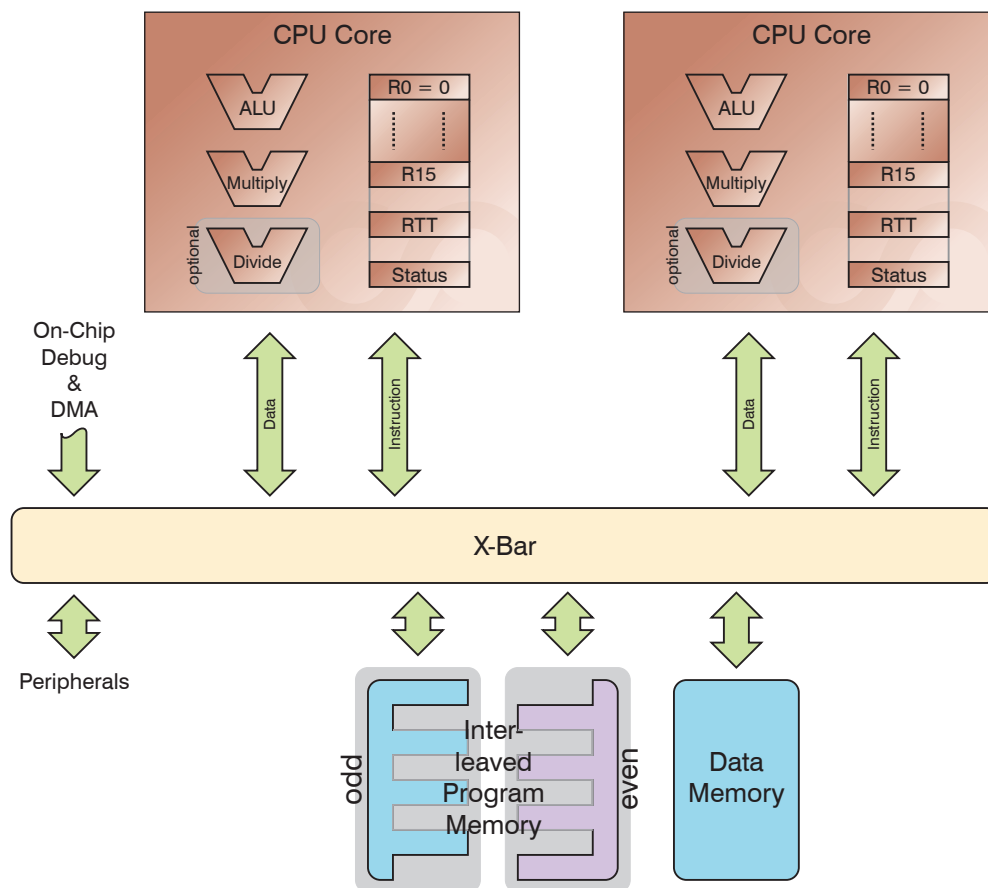 CPU Core
ALU
Multiply
optional
Divide
R0 = 0
R15
RTT
Status
CPU Core
ALU
Multiply
optional
Divide
R0 = 0
R15
RTT
Status
On-Chip
Debug
&
DMA
Data
Instruction
Data
Instruction
X-Bar
Peripherals
odd
Inter-
leaved
Program
Memory
even
Data
Memory